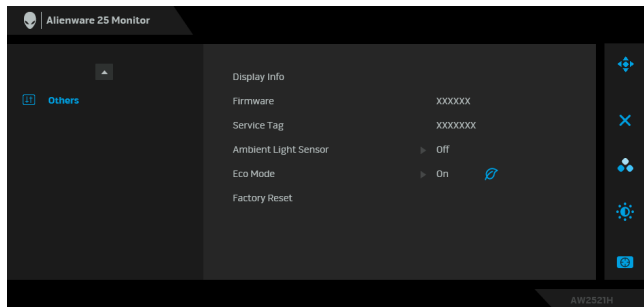 Alienware 25 Monitor
Others
Display Info
Firmware XXXXXX
Service Tag XXXXXXX
Ambient Light Sensor Off
Eco Mode On
Factory Reset
AW2521H